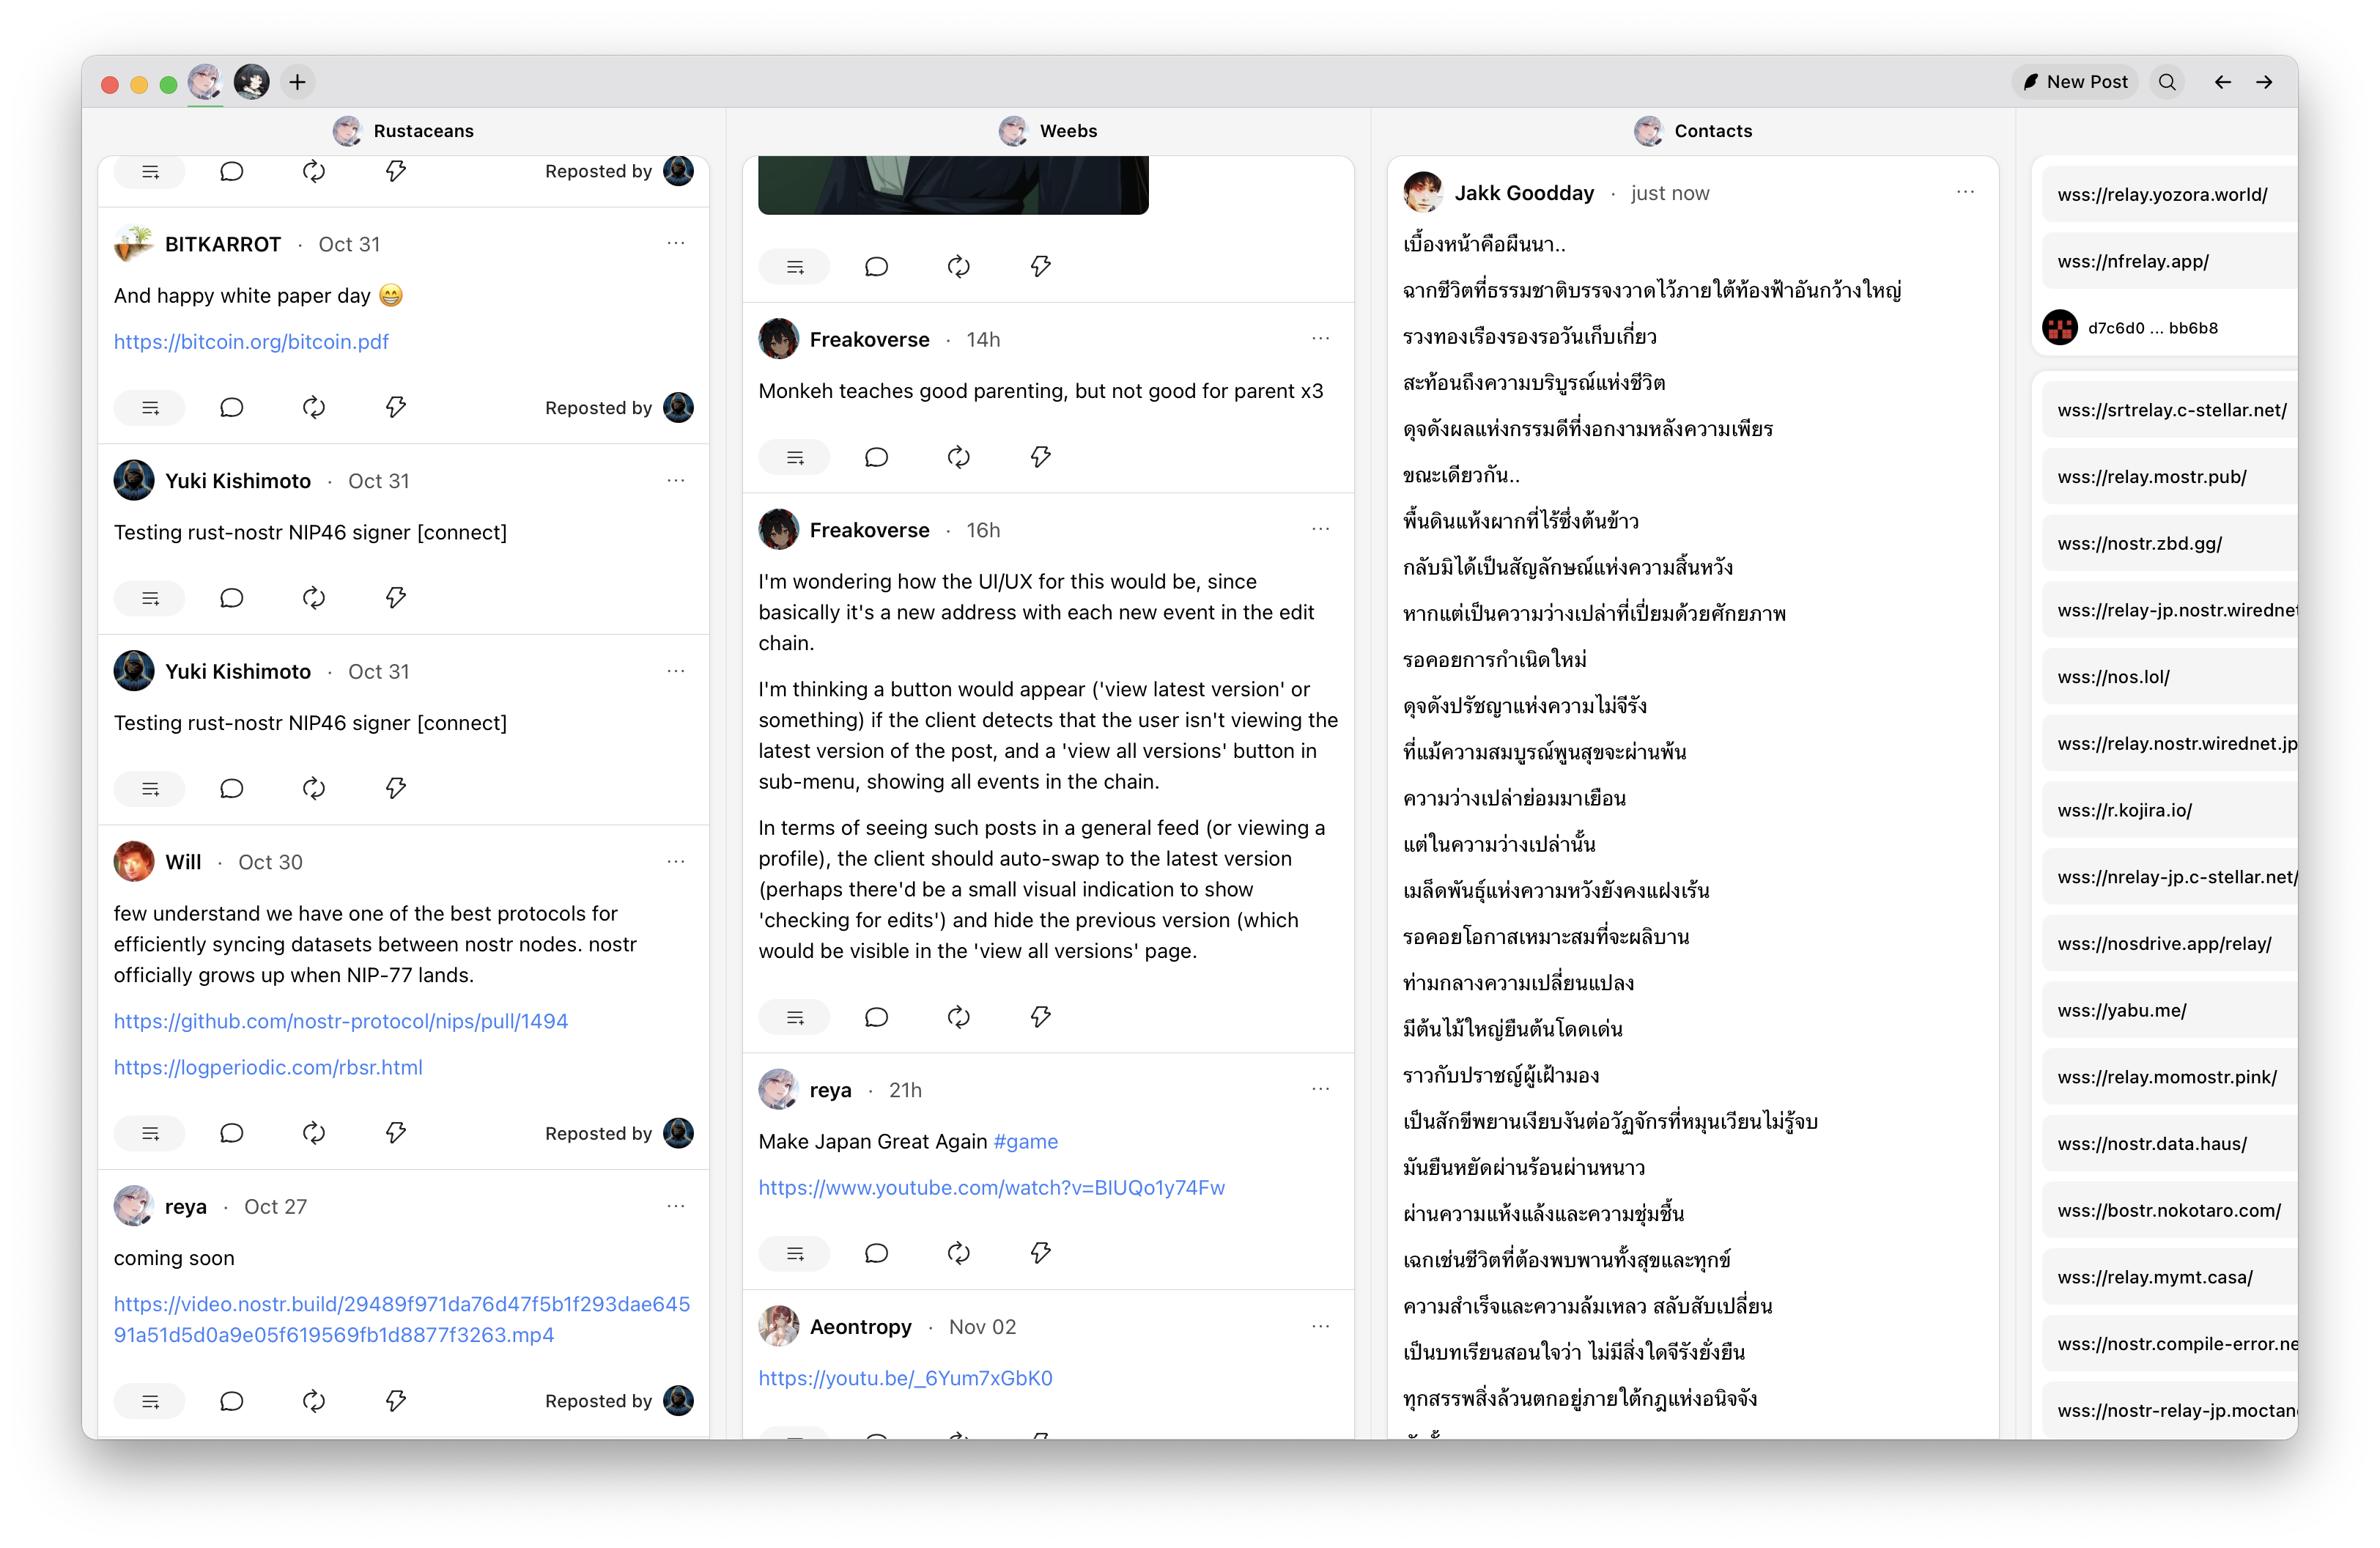 New Post
Rustaceans
Reposted by
BITKARROT · Oct 31
And happy white paper day 😁
https://bitcoin.org/bitcoin.pdf
Reposted by
Yuki Kishimoto · Oct 31
Testing rust-nostr NIP46 signer [connect]
Yuki Kishimoto · Oct 31
Testing rust-nostr NIP46 signer [connect]
Will · Oct 30
few understand we have one of the best protocols for
efficiently syncing datasets between nostr nodes. nostr
officially grows up when NIP-77 lands.
https://github.com/nostr-protocol/nips/pull/1494
https://logperiodic.com/rbsr.html
Reposted by
reya · Oct 27
coming soon
https://video.nostr.build/29489f971da76d47f5b1f293dae645
91a51d5d0a9e05f619569fb1d8877f3263.mp4
Reposted by
Weebs
Freakoverse · 14h
Monkeh teaches good parenting, but not good for parent x3
Freakoverse · 16h
I'm wondering how the UI/UX for this would be, since
basically it's a new address with each new event in the edit
chain.
I'm thinking a button would appear ('view latest version' or
something) if the client detects that the user isn't viewing the
latest version of the post, and a 'view all versions' button in
sub-menu, showing all events in the chain.
In terms of seeing such posts in a general feed (or viewing a
profile), the client should auto-swap to the latest version
(perhaps there'd be a small visual indication to show
'checking for edits') and hide the previous version (which
would be visible in the 'view all versions' page.
reya · 21h
Make Japan Great Again #game
https://www.youtube.com/watch?v=BIUQo1y74Fw
Aeontropy · Nov 02
https://youtu.be/_6Yum7xGbK0
Contacts
Jakk Goodday · just now
เบื้องหน้าคือผืนนา..
ฉากชีวิตที่ธรรมชาติบรรจงวาดไว้ภายใต้ท้องฟ้าอันกว้างใหญ่
รวงทองเรืองรองรอวันเก็บเกี่ยว
สะท้อนถึงความบริบูรณ์แห่งชีวิต
ดุจดังผลแห่งกรรมดีที่งอกงามหลังความเพียร
ขณะเดียวกัน..
พื้นดินแห้งผากที่ไร้ซึ่งต้นข้าว
กลับมิได้เป็นสัญลักษณ์แห่งความสิ้นหวัง
หากแต่เป็นความว่างเปล่าที่เปี่ยมด้วยศักยภาพ
รอคอยการกำเนิดใหม่
ดุจดังปรัชญาแห่งความไม่จีรัง
ที่แม้ความสมบูรณ์พูนสุขจะผ่านพ้น
ความว่างเปล่าย่อมมาเยือน
แต่ในความว่างเปล่านั้น
เมล็ดพันธุ์แห่งความหวังยังคงแฝงเร้น
รอคอยโอกาสเหมาะสมที่จะผลิบาน
ท่ามกลางความเปลี่ยนแปลง
มีต้นไม้ใหญ่ยืนต้นโดดเด่น
ราวกับปราชญ์ผู้เฝ้ามอง
เป็นสักขีพยานเงียบงันต่อวัฏจักรที่หมุนเวียนไม่รู้จบ
มันยืนหยัดผ่านร้อนผ่านหนาว
ผ่านความแห้งแล้งและความชุ่มชื้น
เฉกเช่นชีวิตที่ต้องพบพานทั้งสุขและทุกข์
ความสำเร็จและความล้มเหลว สลับสับเปลี่ยน
เป็นบทเรียนสอนใจว่า ไม่มีสิ่งใดจีรังยั่งยืน
ทุกสรรพสิ่งล้วนตกอยู่ภายใต้กฎแห่งอนิจจัง
wss://relay.yozora.world/
wss://nfrelay.app/
d7c6d0 ... bb6b8
wss://srtrelay.c-stellar.net/
wss://relay.mostr.pub/
wss://nostr.zbd.gg/
wss://relay-jp.nostr.wirednet
wss://nos.lol/
wss://relay.nostr.wirednet.jp
wss://r.kojira.io/
wss://nrelay-jp.c-stellar.net/
wss://nosdrive.app/relay/
wss://yabu.me/
wss://relay.momostr.pink/
wss://nostr.data.haus/
wss://bostr.nokotaro.com/
wss://relay.mymt.casa/
wss://nostr.compile-error.ne
wss://nostr-relay-jp.moctan